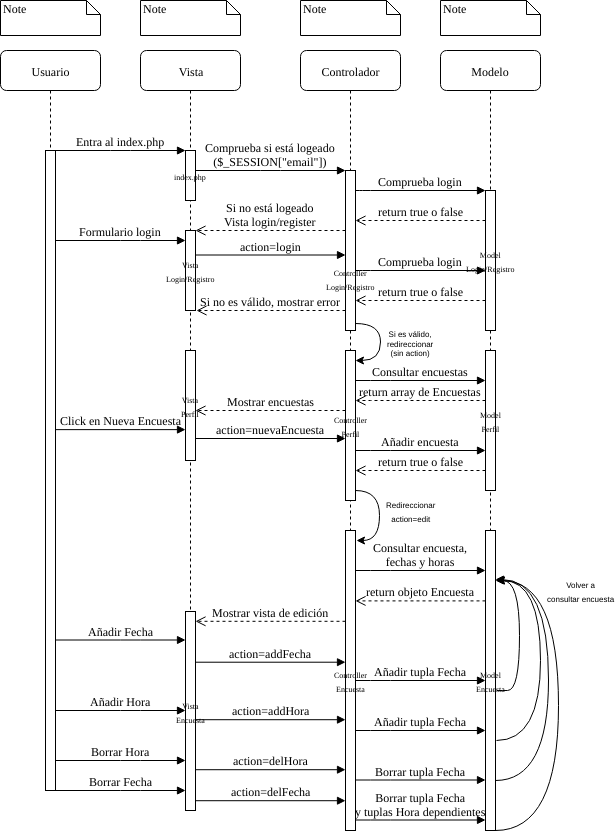 Note
Note
Note
Note
Usuario
Vista
Controlador
Modelo
Entra al index.php
Comprueba si está logeado
($_SESSION["email"])
index.php
Comprueba login
Si no está logeado
Vista login/register
return true o false
Formulario login
action=login
Vista
Login/Registro
Controller
Login/Registro
Comprueba login
Model
Login/Registro
return true o false
Si no es válido, mostrar error
Si es válido,
redireccionar
(sin action)
Consultar encuestas
return array de Encuestas
Mostrar encuestas
Vista
Perfil
Click en Nueva Encuesta
action=nuevaEncuesta
Controller
Perfil
Model
Perfil
Añadir encuesta
return true o false
Redireccionar
action=edit
Consultar encuesta,
fechas y horas
Volver a
consultar encuesta
return objeto Encuesta
Mostrar vista de edición
Añadir Fecha
action=addFecha
Controller
Encuesta
Añadir tupla Fecha
Model
Encuesta
Añadir Hora
Vista
Encuesta
action=addHora
Añadir tupla Fecha
Borrar Hora
action=delHora
Borrar tupla Fecha
Borrar Fecha
action=delFecha
Borrar tupla Fecha
y tuplas Hora dependientes